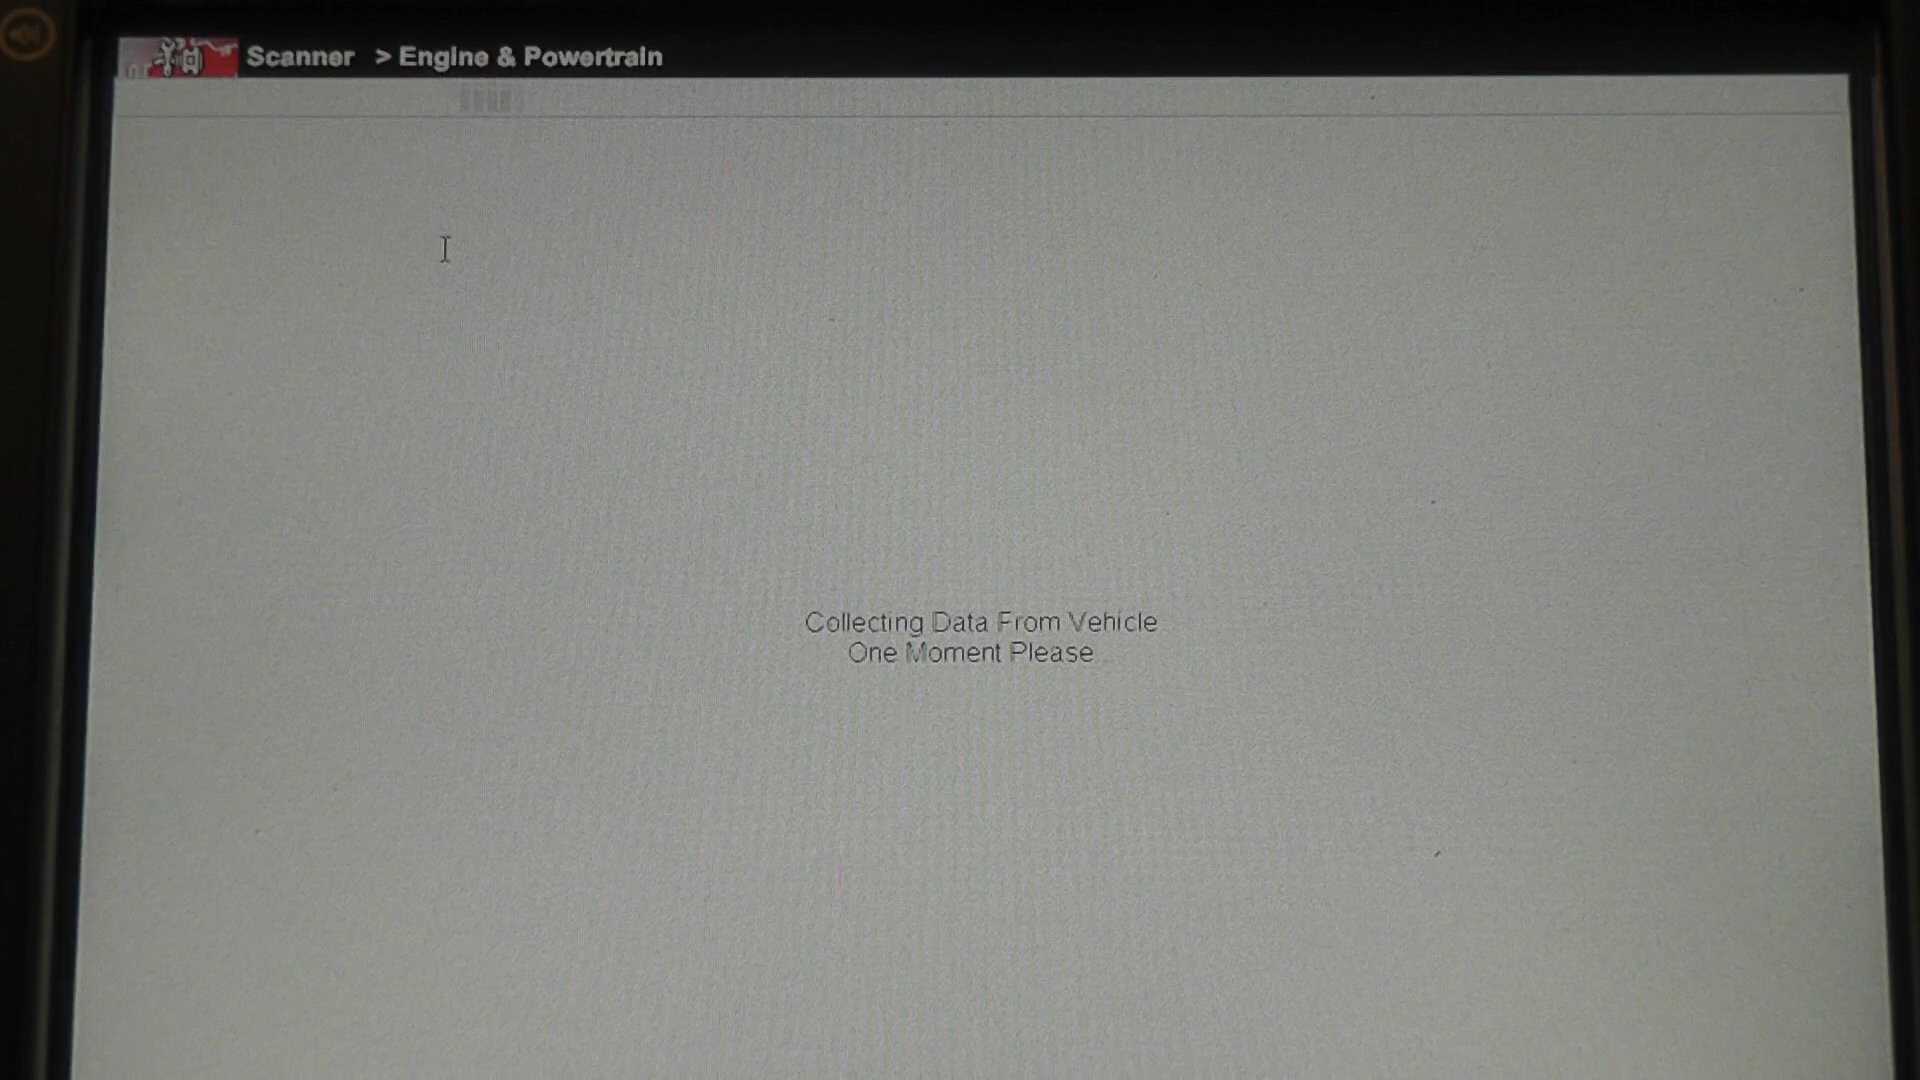 Scanner > Engine & Powertrain
Collecting Data From Vehicle
One Moment Please